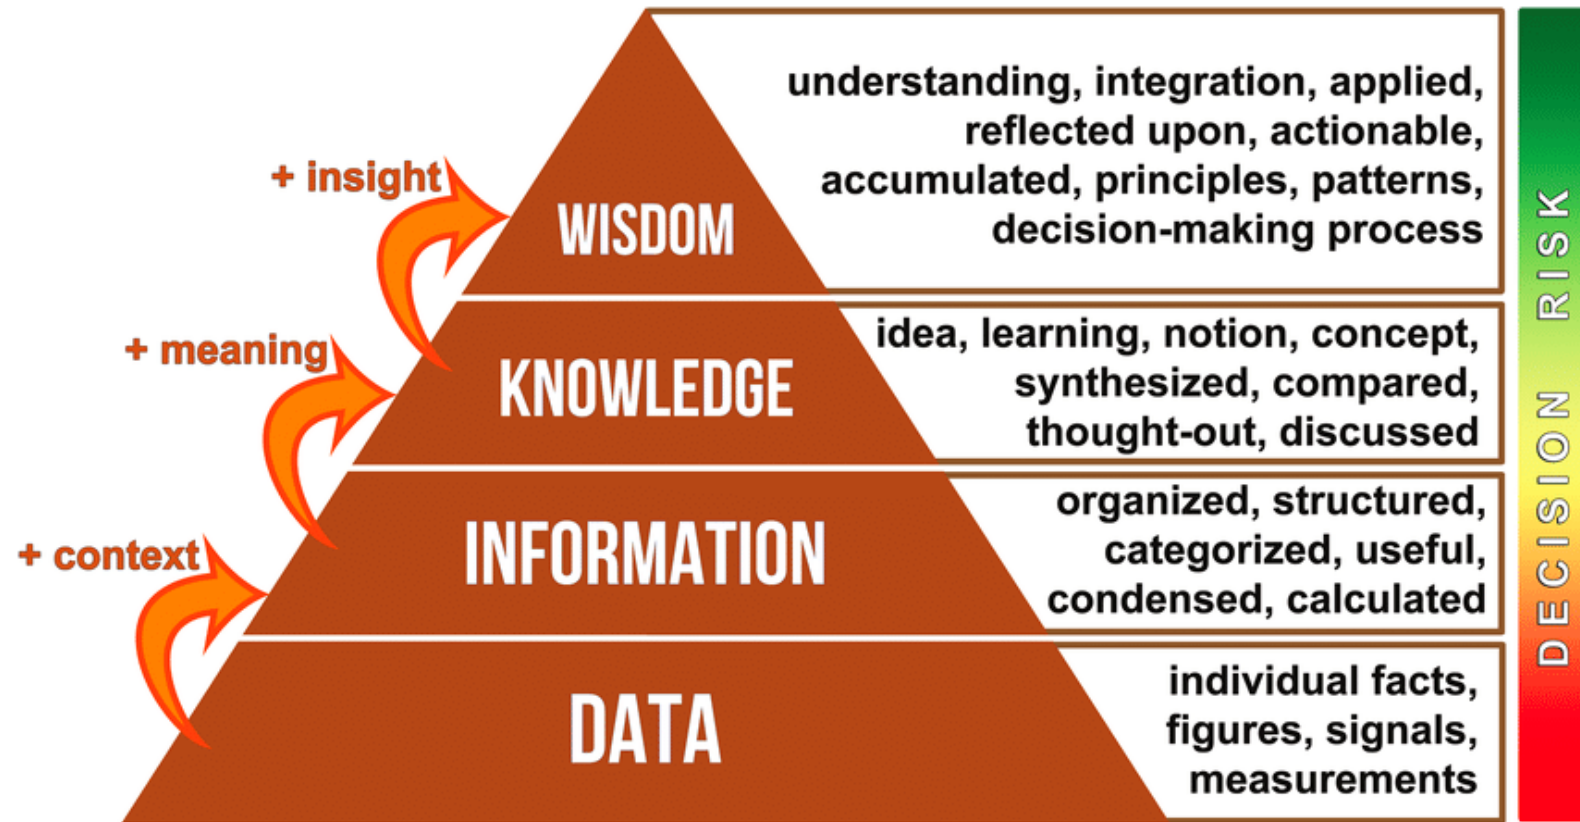 understanding, integration, applied,
reflected upon, actionable,
accumulated, principles, patterns,
decision-making process
+ insight
WISDOM
idea, learning, notion, concept,
synthesized, compared,
thought-out, discussed
+ meaning
KNOWLEDGE
organized, structured,
categorized, useful,
condensed, calculated
+ context
INFORMATION
individual facts,
figures, signals,
measurements
DATA
DECISION RISK